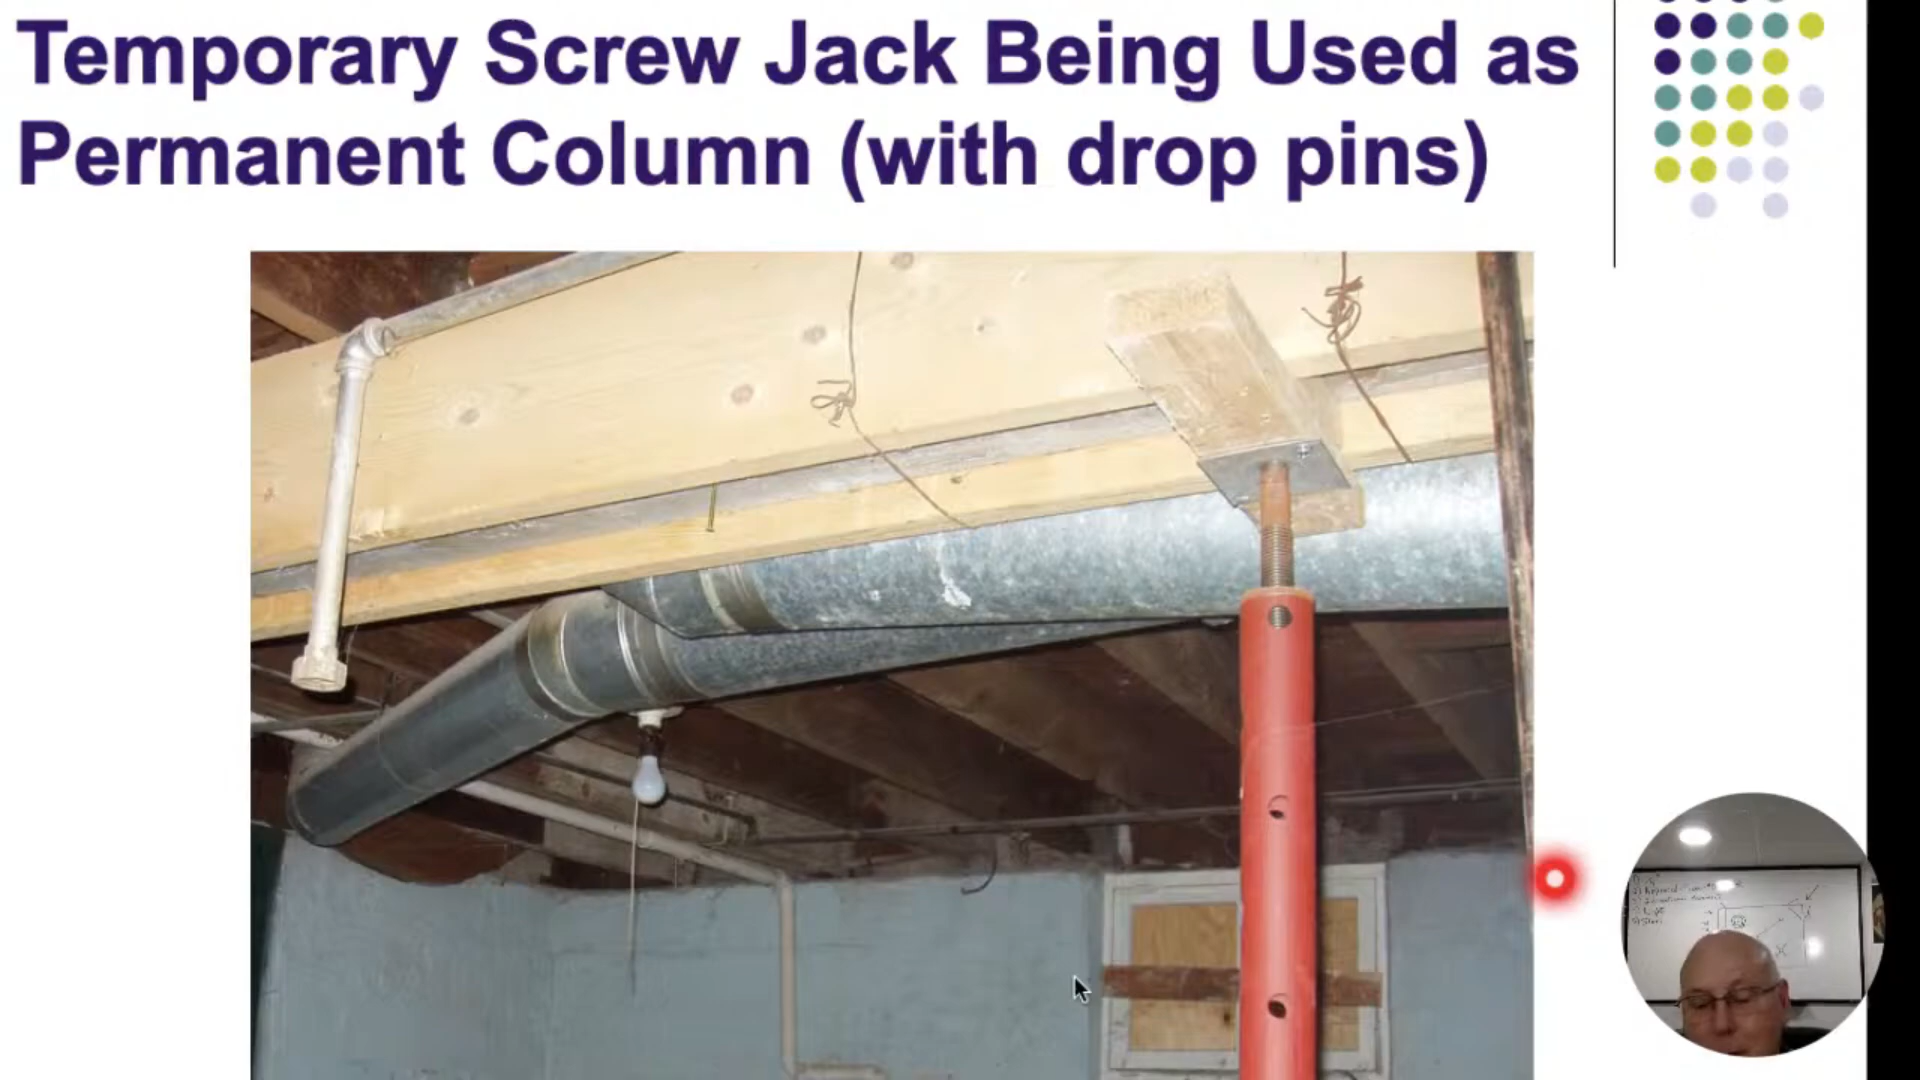 Temporary Screw Jack Being Used as
Permanent Column (with drop pins)